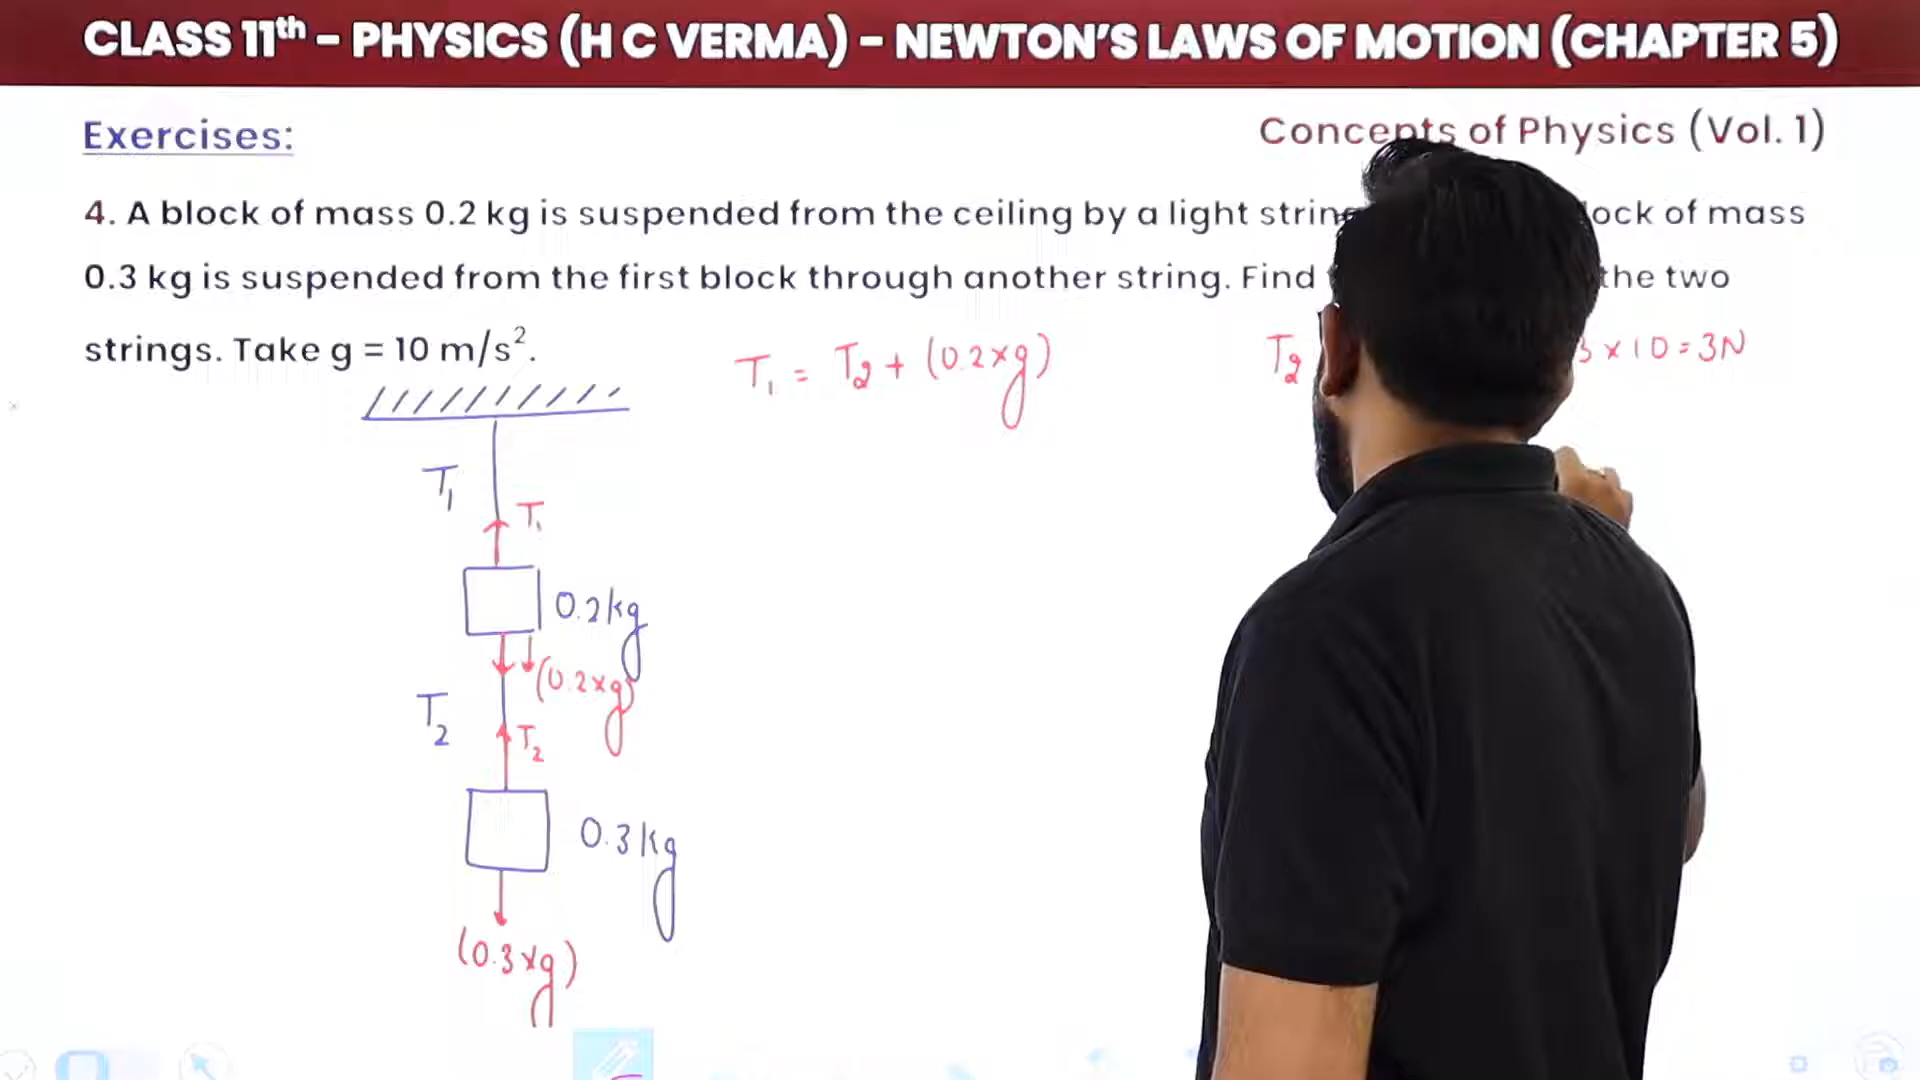 CLASS 11th – PHYSICS (H C VERMA) – NEWTON'S LAWS OF MOTION (CHAPTER 5)
Exercises:
Concepts of Physics (Vol. 1)
4. A block of mass 0.2 kg is suspended from the ceiling by a light string ock of mass
0.3 kg is suspended from the first block through another string. Find the two
strings. Take g = 10 m/s².
T₁ = T₂ + (0.2×g)
T₂ 3 × 10 = 3N
T₁
T₁
0.2kg
(0.2×g)
T₂
T₂
0.3kg
(0.3×g)